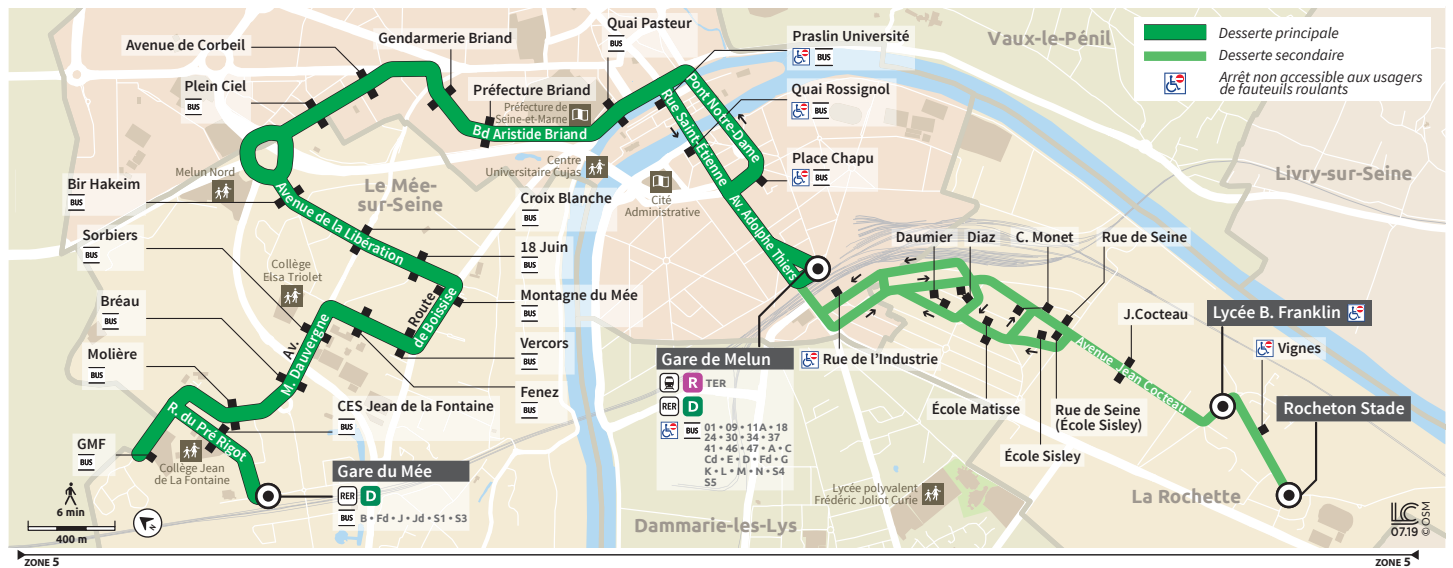 Quai Pasteur
BUS
Praslin Université
BUS
Vaux-le-Pénil
Desserte principale
Desserte secondaire
Arrêt non accessible aux usagers
de fauteuils roulants
Avenue de Corbeil
Gendarmerie Briand
Plein Ciel
BUS
Préfecture Briand
Préfecture de
Seine-et-Marne
Bd Aristide Briand
Pont Notre-Dame
Rue Saint-Étienne
Quai Rossignol
BUS
Place Chapu
BUS
Livry-sur-Seine
Melun Nord
Centre
Universitaire Cujas
Cité
Administrative
Bir Hakeim
BUS
Le Mée-
sur-Seine
Avenue de la Libération
Croix Blanche
BUS
Av. Adolphe Thiers
Sorbiers
BUS
18 Juin
BUS
Daumier
Diaz
C. Monet
Rue de Seine
Collège
Elsa Triolet
Route
de Boissise
Montagne du Mée
BUS
Bréau
BUS
Av.
M. Dauvergne
Vercors
BUS
J.Cocteau
Lycée B. Franklin
Vignes
Avenue Jean Cocteau
Molière
BUS
Gare de Melun
R TER
RER D
BUS 01 • 09 • 11A • 18
24 • 30 • 34 • 37
41 • 46 • 47 • A • C
Cd • E • D • Fd • G
K • L • M • N • S4
S5
Rue de l'Industrie
Fenez
BUS
CES Jean de la Fontaine
BUS
École Matisse
Rue de Seine
(École Sisley)
Rocheton Stade
R. du Pré Rigot
GMF
BUS
Collège Jean
de La Fontaine
École Sisley
Gare du Mée
RER D
BUS B • Fd • J • Jd • S1 • S3
Lycée polyvalent
Frédéric Joliot Curie
La Rochette
Dammarie-les-Lys
6 min
400 m
N
LC
07.19
© OSM
ZONE 5
ZONE 5